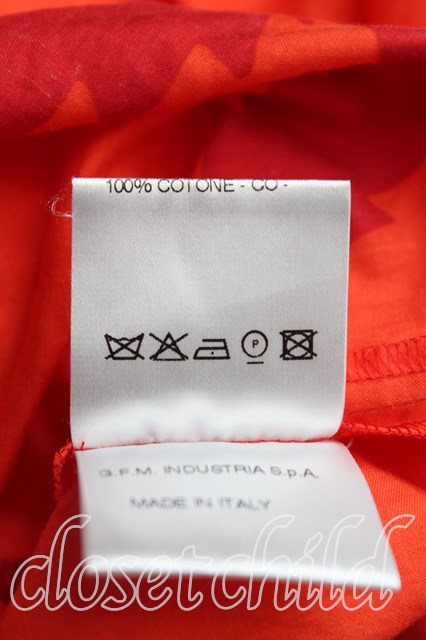 100% COTONE - CO -
P
G.F.M. INDUSTRIA S.p.A.
MADE IN ITALY
closet child